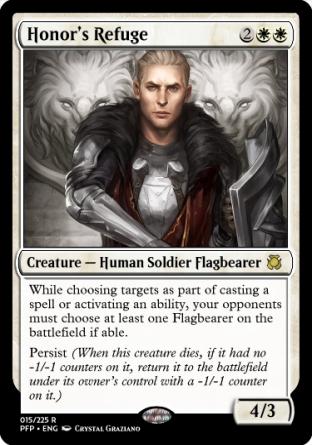 Honor's Refuge 2
Creature — Human Soldier Flagbearer
While choosing targets as part of casting a
spell or activating an ability, your opponents
must choose at least one Flagbearer on the
battlefield if able.
Persist (When this creature dies, if it had no
-1/-1 counters on it, return it to the battlefield
under its owner's control with a -1/-1 counter
on it.)
015/225 R
PFP • ENG Crystal Graziano
4/3